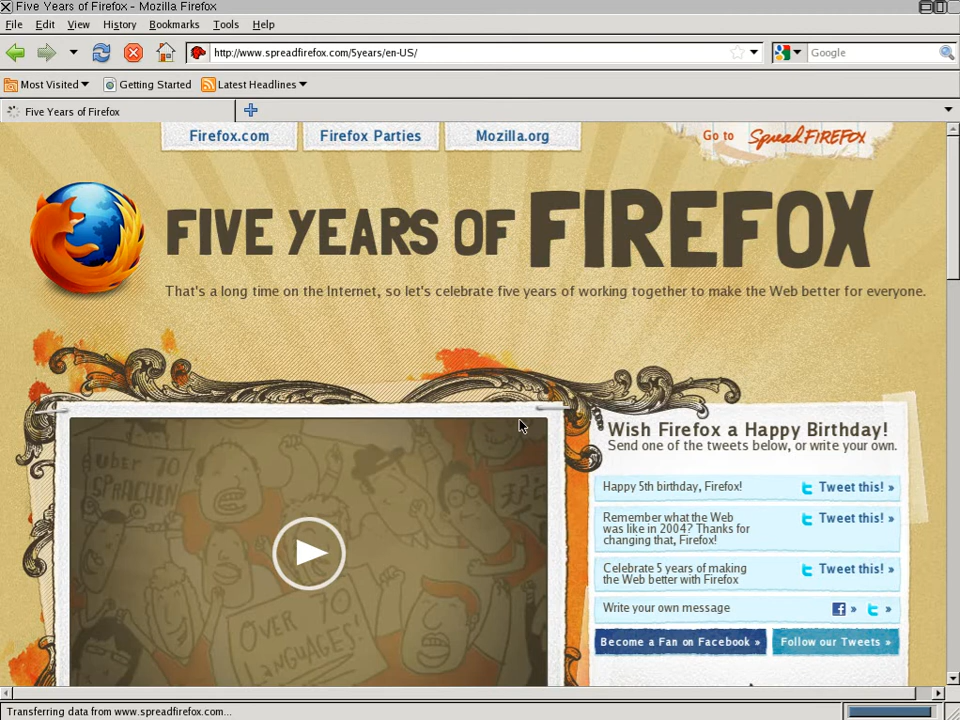 Five Years of Firefox - Mozilla Firefox
File Edit View History Bookmarks Tools Help
http://www.spreadfirefox.com/5years/en-US/
Google
Most Visited Getting Started Latest Headlines
Five Years of Firefox
Firefox.com Firefox Parties Mozilla.org Go to SpreadFIREFOX
FIVE YEARS OF FIREFOX
That's a long time on the Internet, so let's celebrate five years of working together to make the Web better for everyone.
ÜBER 70
SPRACHEN
OVER 70
LANGUAGES!
Wish Firefox a Happy Birthday!
Send one of the tweets below, or write your own.
Happy 5th birthday, Firefox! Tweet this! »
Remember what the Web
was like in 2004? Thanks for
changing that, Firefox!
Tweet this! »
Celebrate 5 years of making
the Web better with Firefox
Tweet this! »
Write your own message » »
Become a Fan on Facebook » Follow our Tweets »
Transferring data from www.spreadfirefox.com...